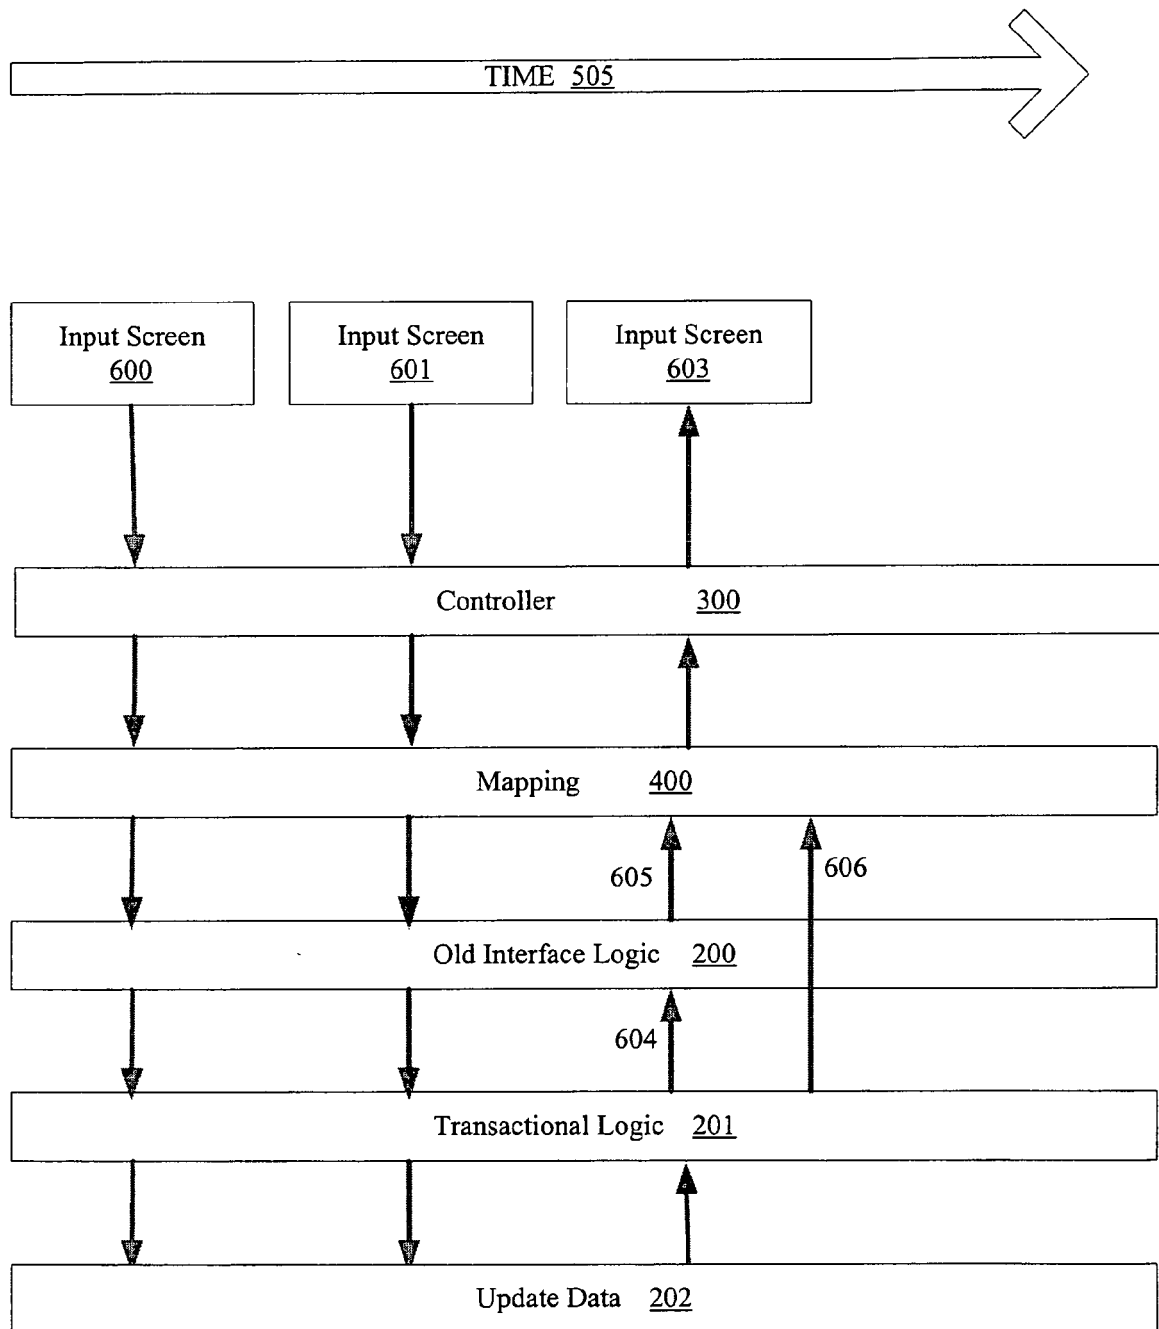 TIME 505
Input Screen
600
Input Screen
601
Input Screen
603
Controller 300
Mapping 400
605
606
Old Interface Logic 200
604
Transactional Logic 201
Update Data 202